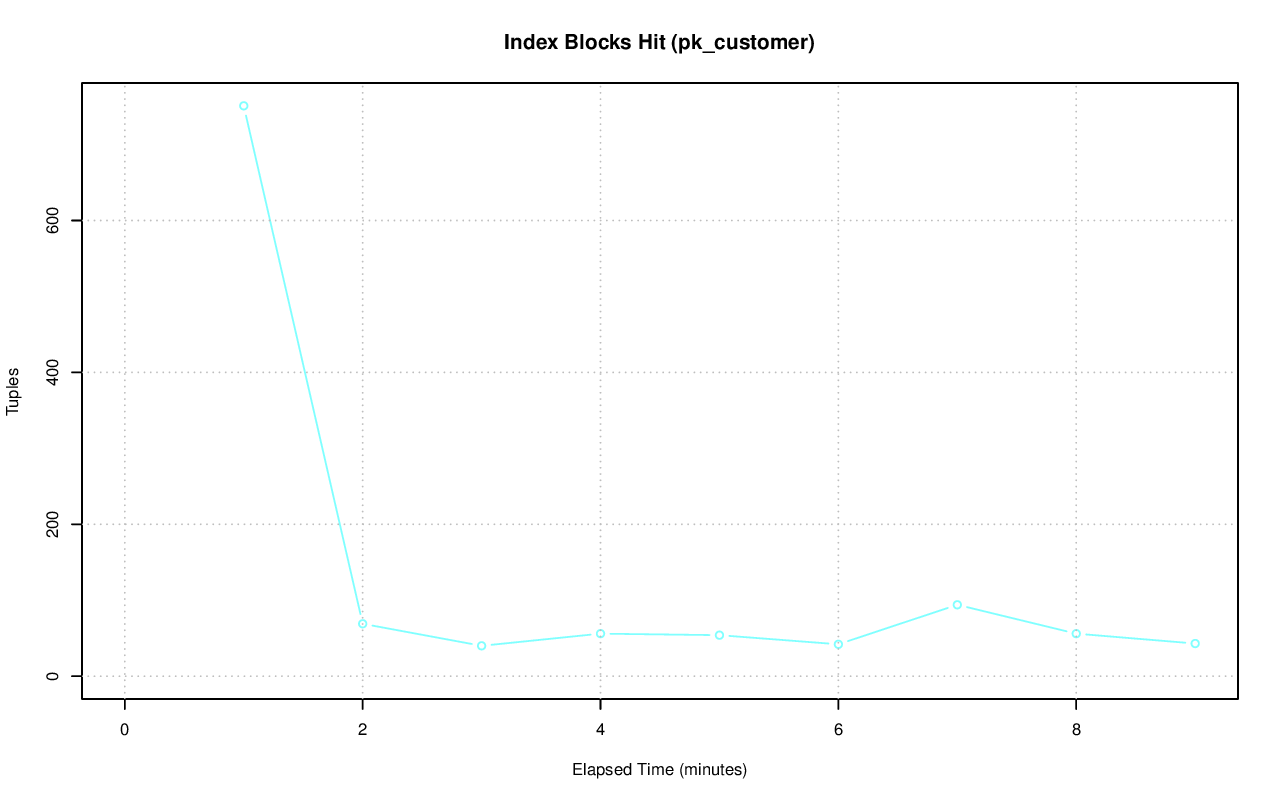 Index Blocks Hit (pk_customer)
Tuples
600
400
200
0
0 2 4 6 8
Elapsed Time (minutes)